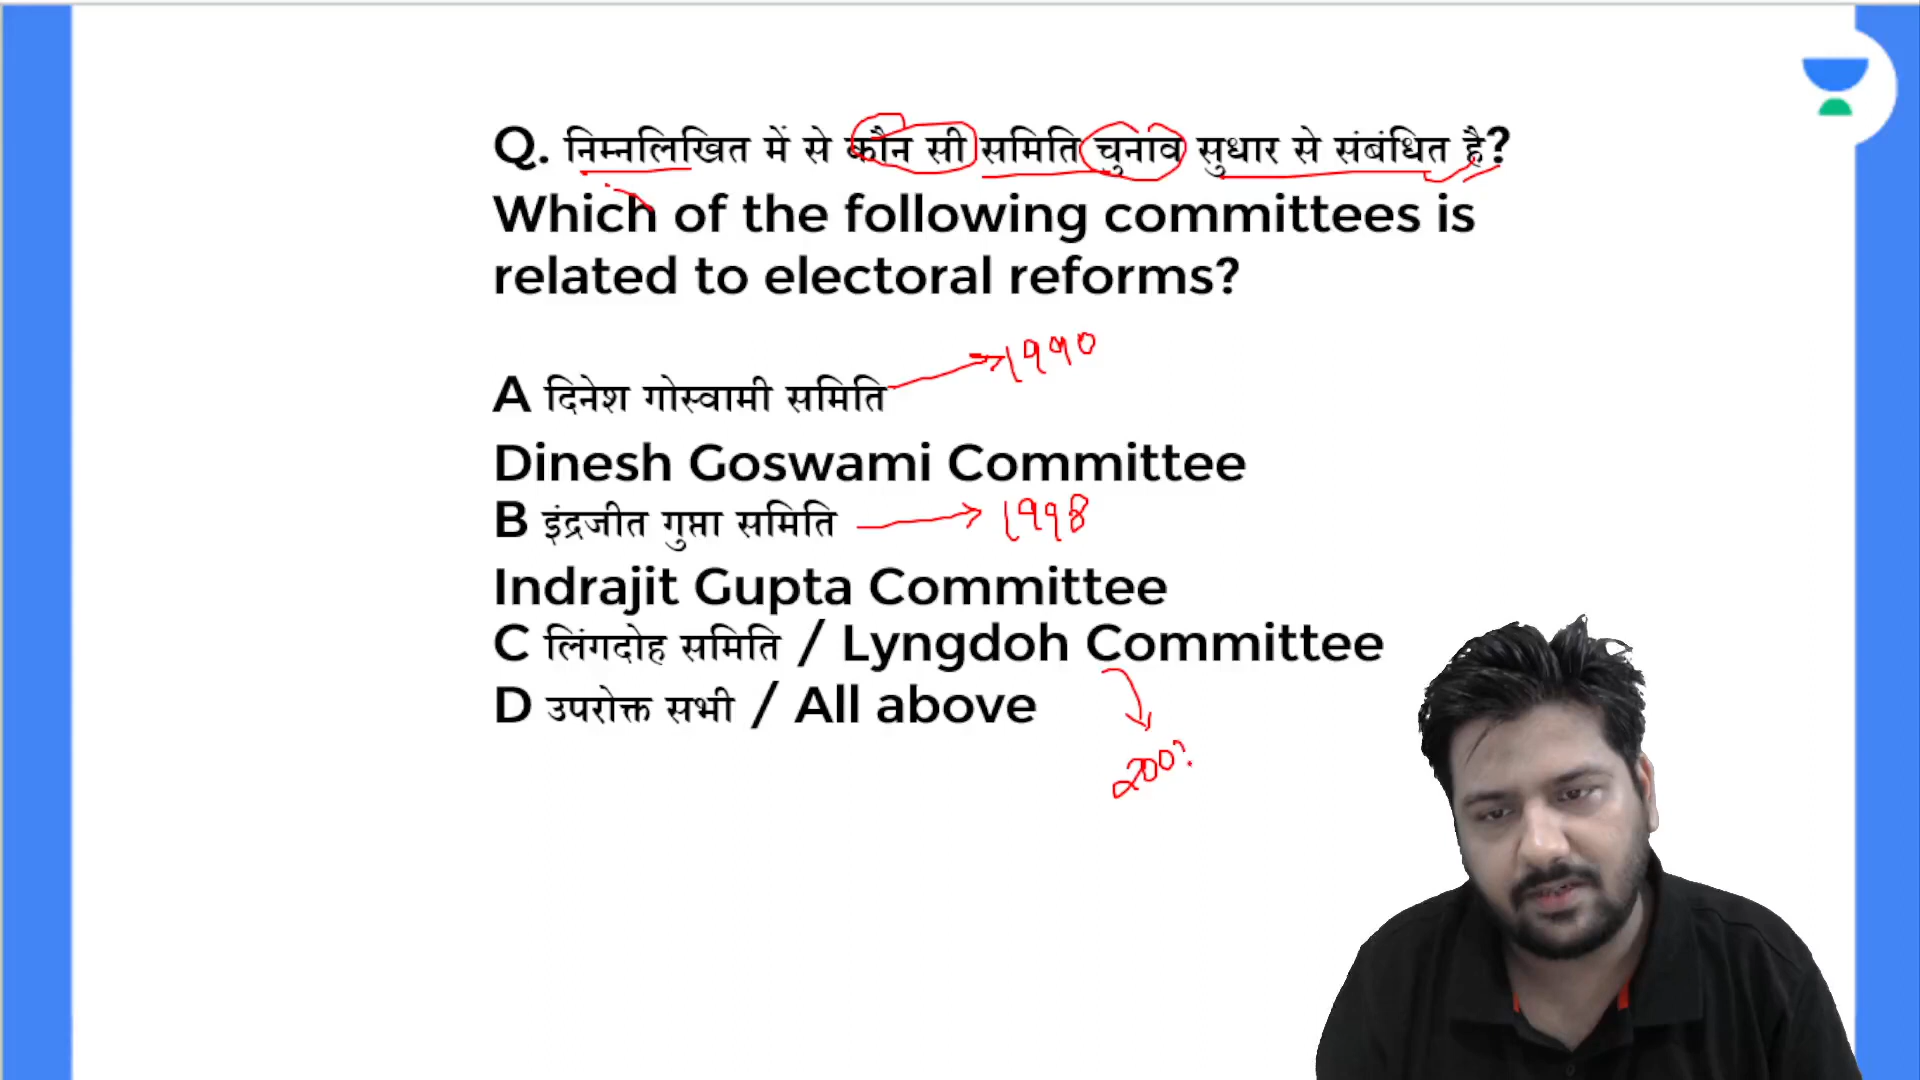 Q. निम्नलिखित में से कौन सी समिति चुनाव सुधार से संबंधित है?
Which of the following committees is
related to electoral reforms?
A दिनेश गोस्वामी समिति
1990
Dinesh Goswami Committee
B इंद्रजीत गुप्ता समिति
1998
Indrajit Gupta Committee
C लिंगदोह समिति / Lyngdoh Committee
D उपरोक्त सभी / All above